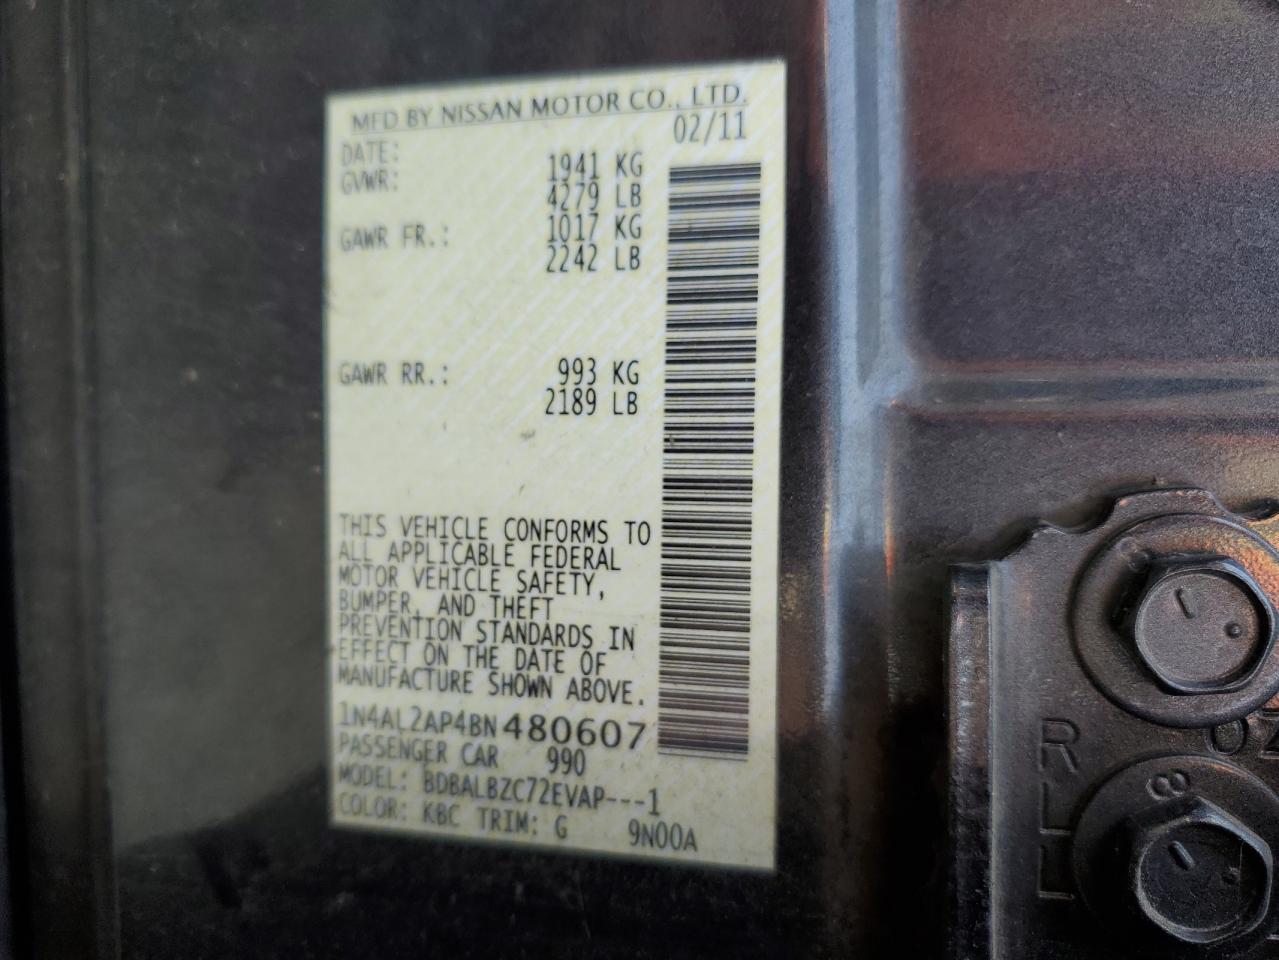 MFD BY NISSAN MOTOR CO., LTD.
DATE: 02/11
GVWR: 1941 KG
4279 LB
GAWR FR.: 1017 KG
2242 LB
GAWR RR.: 993 KG
2189 LB
THIS VEHICLE CONFORMS TO
ALL APPLICABLE FEDERAL
MOTOR VEHICLE SAFETY,
BUMPER, AND THEFT
PREVENTION STANDARDS IN
EFFECT ON THE DATE OF
MANUFACTURE SHOWN ABOVE.
1N4AL2AP4BN480607
PASSENGER CAR 990
MODEL: BDBALBZC72EVAP---1
COLOR: KBC TRIM: G 9N00A
RLLL
8